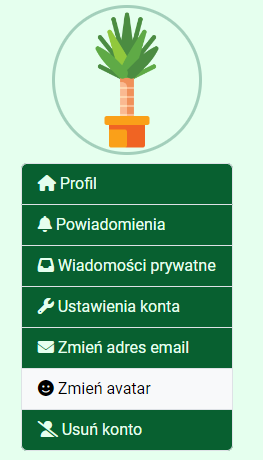 Profil
Powiadomienia
Wiadomości prywatne
Ustawienia konta
Zmień adres email
Zmień avatar
Usuń konto